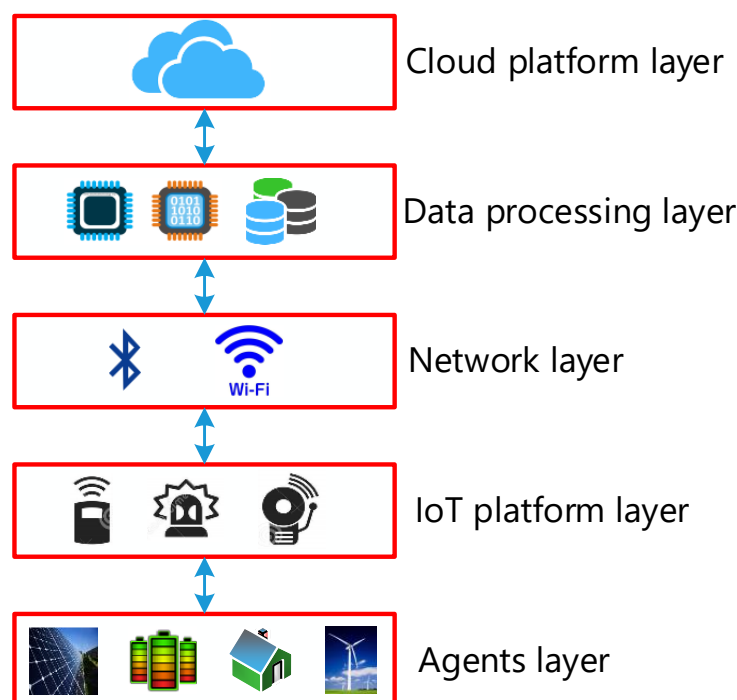 Cloud platform layer
0101
1010
0110
Data processing layer
Wi-Fi
Network layer
IoT platform layer
Agents layer